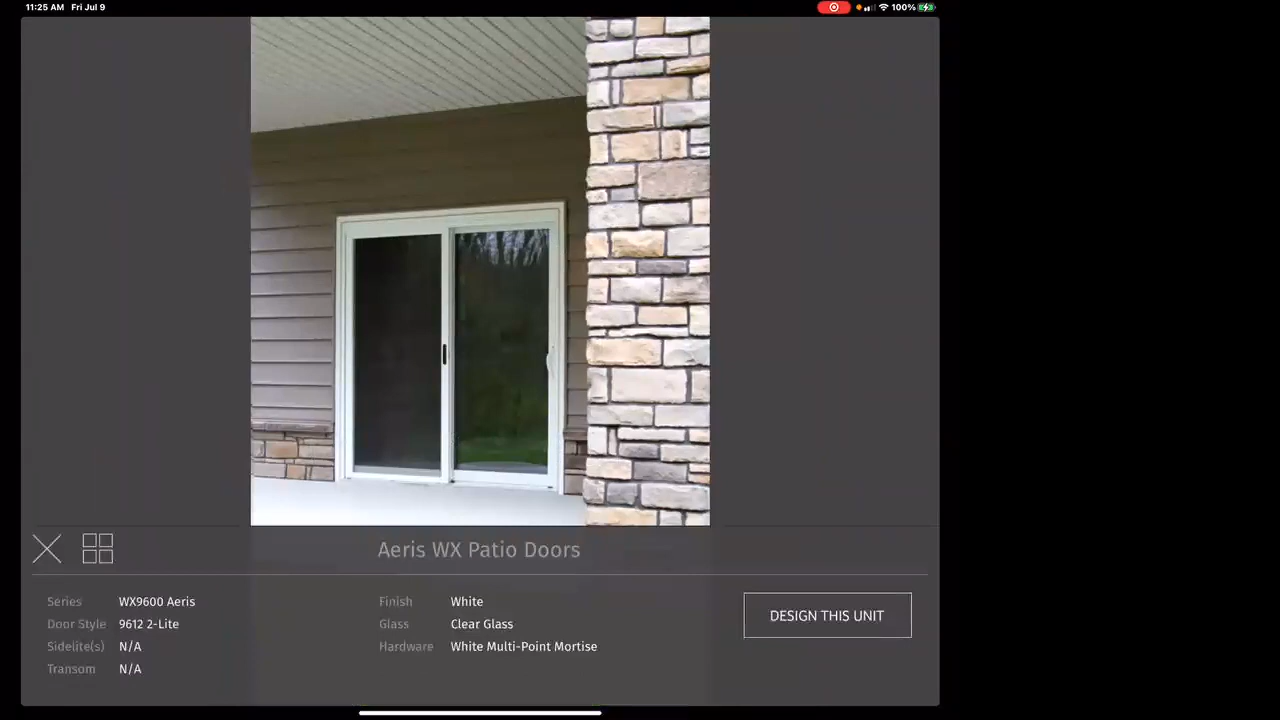 11:25 AM Fri Jul 9
100%
Aeris WX Patio Doors
Series WX9600 Aeris
Door Style 9612 2-Lite
Sidelite(s) N/A
Transom N/A
Finish White
Glass Clear Glass
Hardware White Multi-Point Mortise
DESIGN THIS UNIT